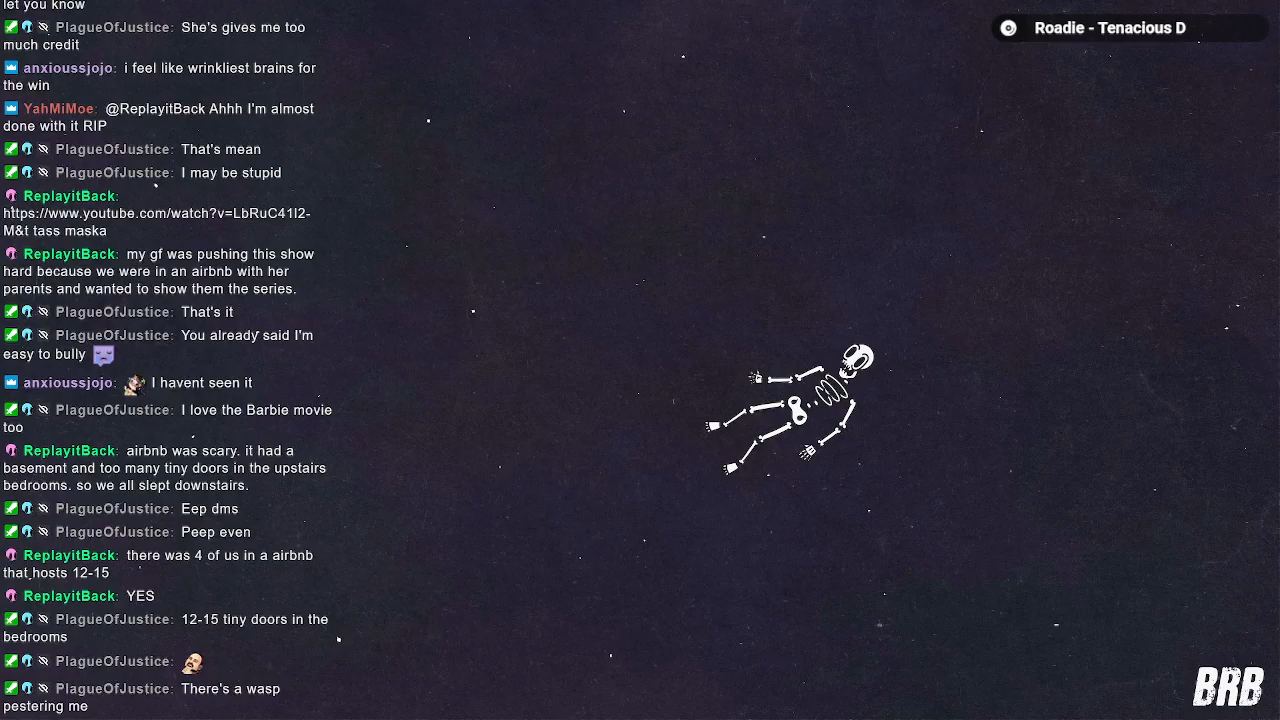 let you know
PlagueOfJustice: She's gives me too
much credit
anxioussjojo: i feel like wrinkliest brains for
the win
YahMiMoe: @ReplayitBack Ahhh I'm almost
done with it RIP
PlagueOfJustice: That's mean
PlagueOfJustice: I may be stupid
ReplayitBack:
https://www.youtube.com/watch?v=LbRuC41I2-
M&t tass maska
ReplayitBack: my gf was pushing this show
hard because we were in an airbnb with her
parents and wanted to show them the series.
PlagueOfJustice: That's it
PlagueOfJustice: You already said I'm
easy to bully
anxioussjojo: I havent seen it
PlagueOfJustice: I love the Barbie movie
too
ReplayitBack: airbnb was scary. it had a
basement and too many tiny doors in the upstairs
bedrooms. so we all slept downstairs.
PlagueOfJustice: Eep dms
PlagueOfJustice: Peep even
ReplayitBack: there was 4 of us in a airbnb
that hosts 12-15
ReplayitBack: YES
PlagueOfJustice: 12-15 tiny doors in the
bedrooms
PlagueOfJustice:
PlagueOfJustice: There's a wasp
pestering me
Roadie - Tenacious D
BRB